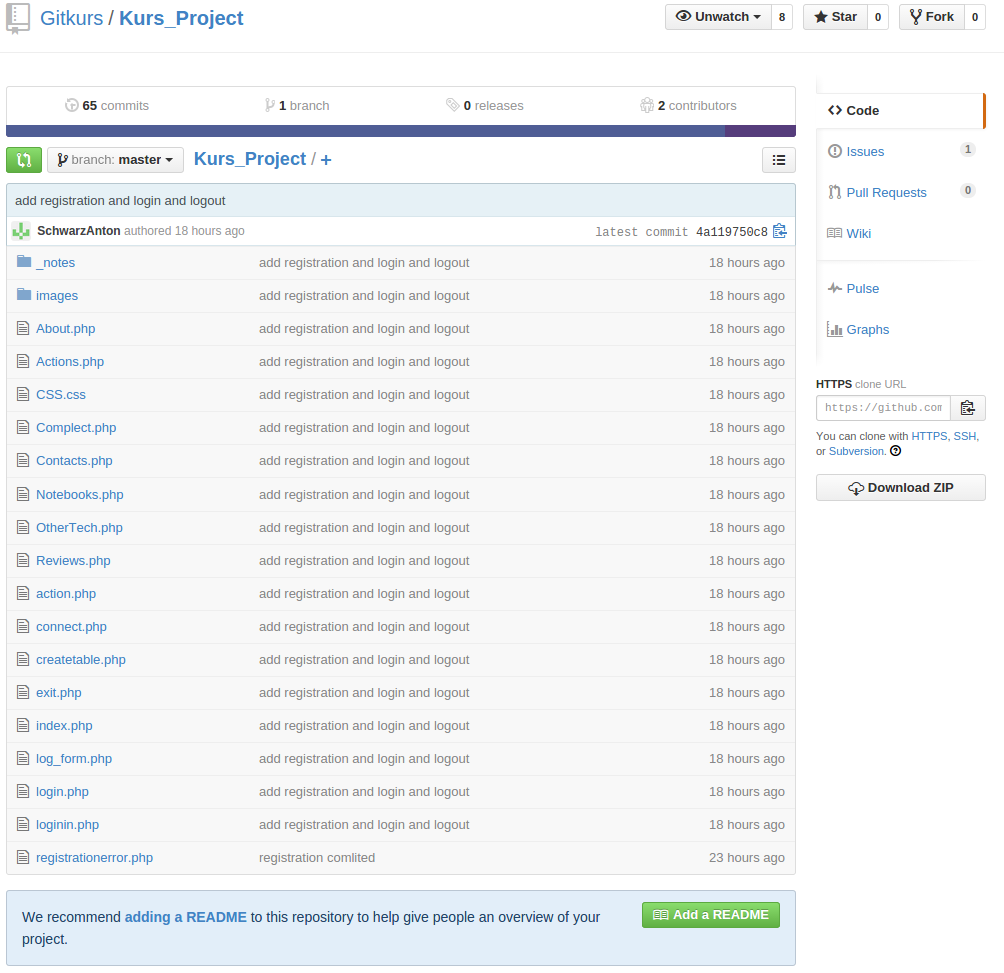 Gitkurs / Kurs_Project
Unwatch 8 Star 0 Fork 0
65 commits 1 branch 0 releases 2 contributors
branch: master Kurs_Project / +
add registration and login and logout
SchwarzAnton authored 18 hours ago latest commit 4a119750c8
_notes add registration and login and logout 18 hours ago
images add registration and login and logout 18 hours ago
About.php add registration and login and logout 18 hours ago
Actions.php add registration and login and logout 18 hours ago
CSS.css add registration and login and logout 18 hours ago
Complect.php add registration and login and logout 18 hours ago
Contacts.php add registration and login and logout 18 hours ago
Notebooks.php add registration and login and logout 18 hours ago
OtherTech.php add registration and login and logout 18 hours ago
Reviews.php add registration and login and logout 18 hours ago
action.php add registration and login and logout 18 hours ago
connect.php add registration and login and logout 18 hours ago
createtable.php add registration and login and logout 18 hours ago
exit.php add registration and login and logout 18 hours ago
index.php add registration and login and logout 18 hours ago
log_form.php add registration and login and logout 18 hours ago
login.php add registration and login and logout 18 hours ago
loginin.php add registration and login and logout 18 hours ago
registrationerror.php registration comlited 23 hours ago
We recommend adding a README to this repository to help give people an overview of your
project.
Add a README
Code
Issues 1
Pull Requests 0
Wiki
Pulse
Graphs
HTTPS clone URL
https://github.com
You can clone with HTTPS, SSH,
or Subversion.
Download ZIP